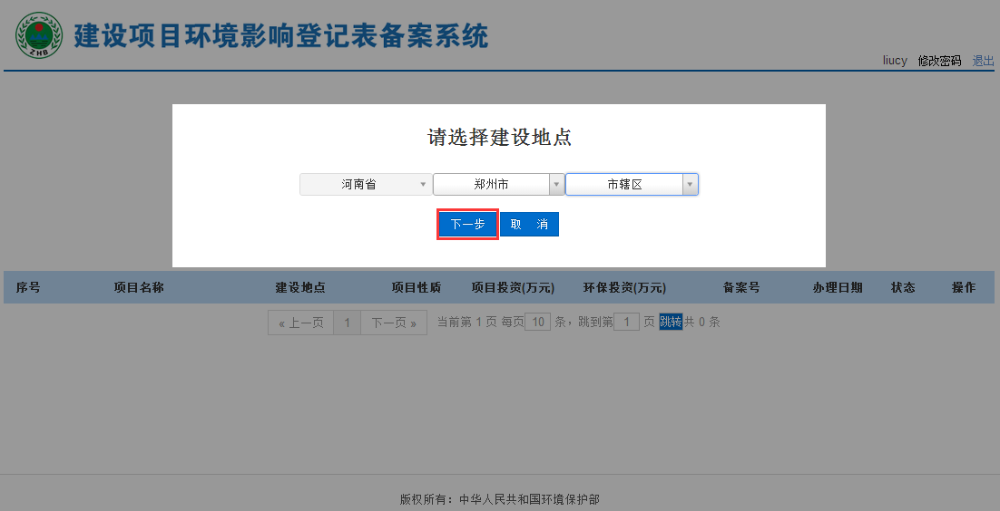 ZHB
建设项目环境影响登记表备案系统
liucy 修改密码 退出
请选择建设地点
河南省 郑州市 市辖区
下一步 取 消
序号 项目名称 建设地点 项目性质 项目投资(万元) 环保投资(万元) 备案号 办理日期 状态 操作
« 上一页 1 下一页 » 当前第 1 页 每页 10 条，跳到第 1 页 跳转 共 0 条
版权所有：中华人民共和国环境保护部